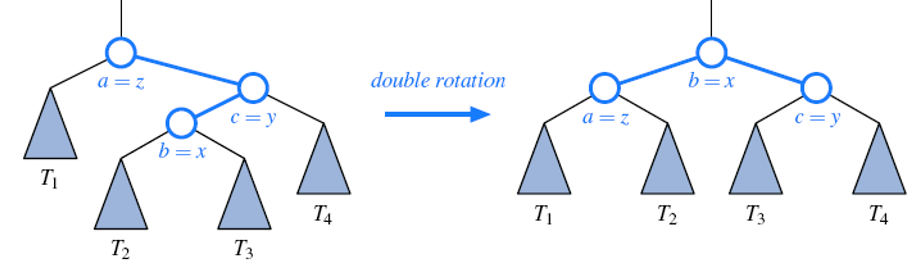 a = z
double rotation
b = x
c = y
a = z
c = y
b = x
T1
T1
T2
T3
T4
T4
T2
T3